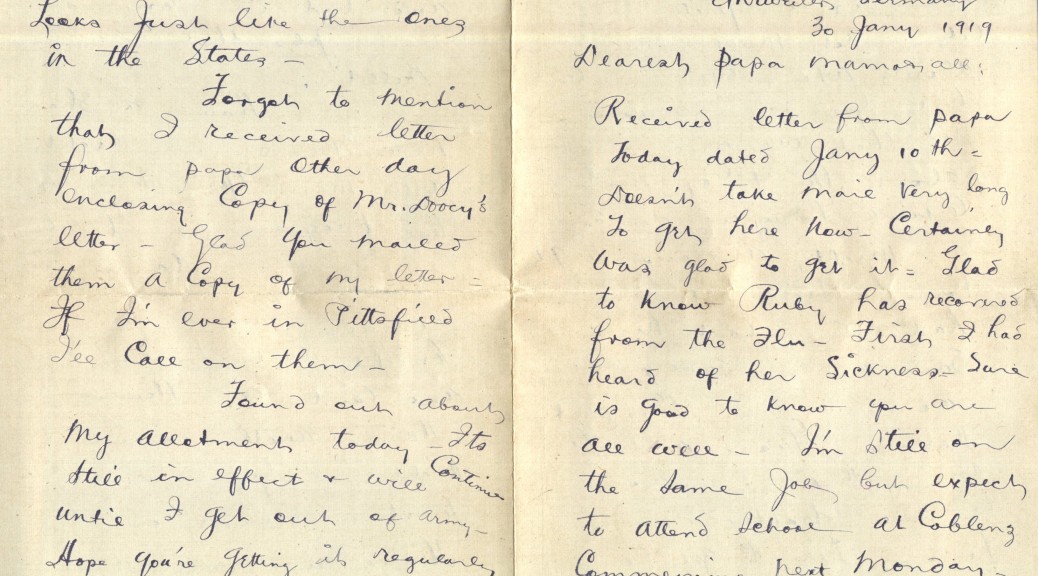 Looks Just like the ones
in the States -
Forgot to mention
that I received letter
from papa other day
enclosing Copy of Mr. Doocy's
letter - Glad you mailed
them a Copy of my letter =
If I'm ever in Pittsfield
I'll Call on them -
Found out about
My allotment today - Its
still in effect & will Continue
until I get out of army -
Hope you're getting it regularly
Germany
30 Jany 1919
Dearest papa mama & all:
Received letter from papa
Today dated Jany 10th =
Doesn't take mail very long
To get here Now - Certainly
was glad to get it = Glad
to know Ruby has recovered
from the Flu - First I had
heard of her Sickness - Sure
is good to know you are
all well - I'm still on
the same Job but expect
to attend School at Coblenz
Commencing next Monday -